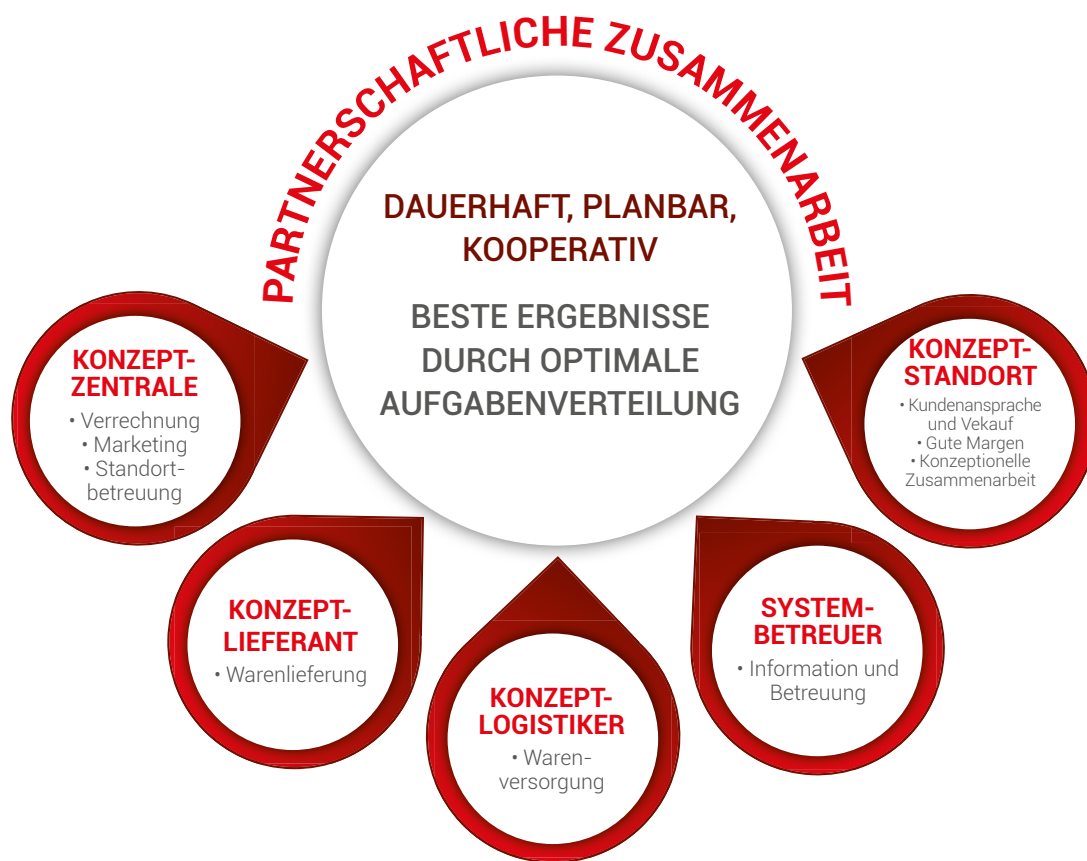 PARTNERSCHAFTLICHE ZUSAMMENARBEIT
DAUERHAFT, PLANBAR,
KOOPERATIV
BESTE ERGEBNISSE
DURCH OPTIMALE
AUFGABENVERTEILUNG
KONZEPT-
ZENTRALE
• Verrechnung
• Marketing
• Standort-
betreuung
KONZEPT-
LIEFERANT
• Warenlieferung
KONZEPT-
LOGISTIKER
• Waren-
versorgung
SYSTEM-
BETREUER
• Information und
Betreuung
KONZEPT-
STANDORT
• Kundenansprache
und Vekauf
• Gute Margen
• Konzeptionelle
Zusammenarbeit